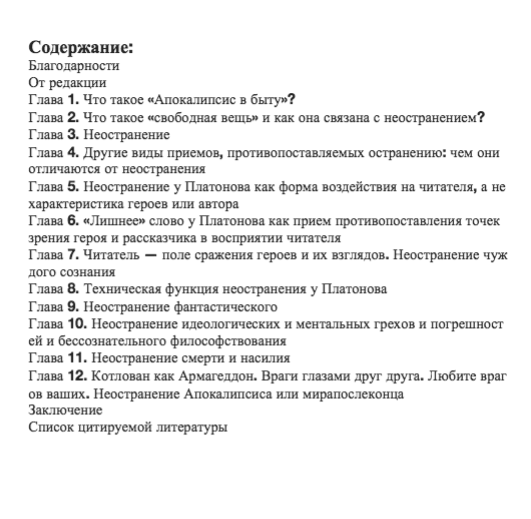 Содержание:
Благодарности
От редакции
Глава 1. Что такое «Апокалипсис в быту»?
Глава 2. Что такое «свободная вещь» и как она связана с неостранением?
Глава 3. Неостранение
Глава 4. Другие виды приемов, противопоставляемых остранению: чем они
отличаются от неостранения
Глава 5. Неостранение у Платонова как форма воздействия на читателя, а не
характеристика героев или автора
Глава 6. «Лишнее» слово у Платонова как прием противопоставления точек
зрения героя и рассказчика в восприятии читателя
Глава 7. Читатель — поле сражения героев и их взглядов. Неостранение чуж
дого сознания
Глава 8. Техническая функция неостранения у Платонова
Глава 9. Неостранение фантастического
Глава 10. Неостранение идеологических и ментальных грехов и погрешност
ей и бессознательного философствования
Глава 11. Неостранение смерти и насилия
Глава 12. Котлован как Армагеддон. Враги глазами друг друга. Любите враг
ов ваших. Неостранение Апокалипсиса или мирапослеконца
Заключение
Список цитируемой литературы